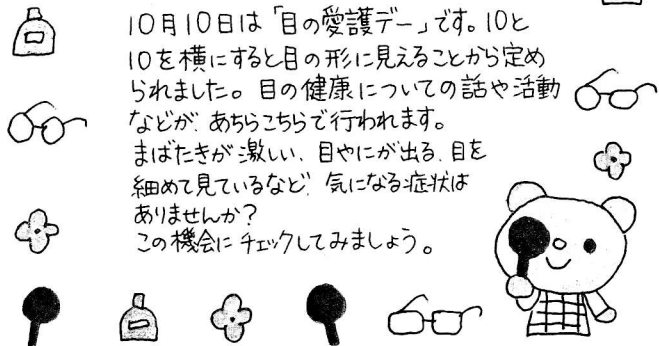 10月10日は「目の愛護デー」です。10と
10を横にすると目の形に見えることから定め
られました。目の健康についての話や活動
などが、あちらこちらで行われます。
まばたきが激しい、目やにが出る、目を
細めて見ているなど、気になる症状は
ありませんか？
この機会にチェックしてみましょう。